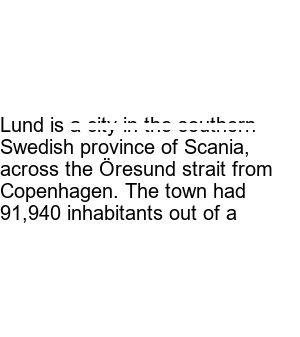 Lund is a city in the southern
Swedish province of Scania,
across the Öresund strait from
Copenhagen. The town had
91,940 inhabitants out of a